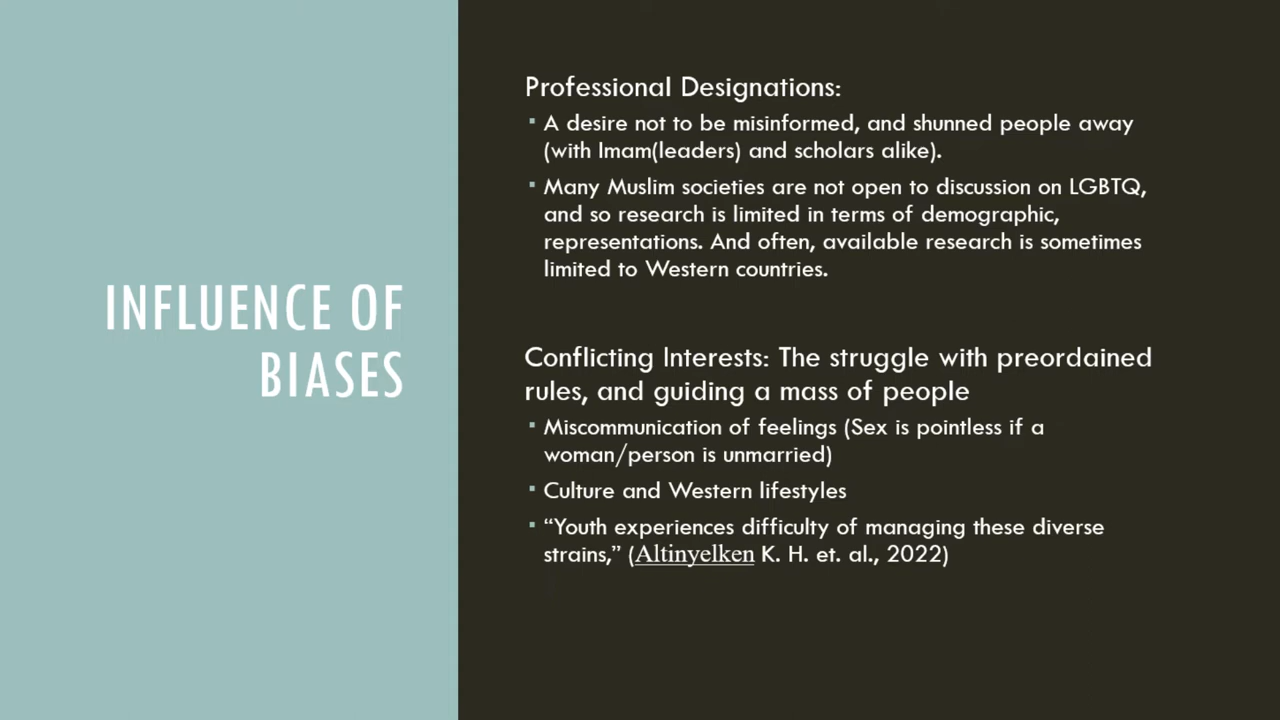 INFLUENCE OF
BIASES
Professional Designations:
▪ A desire not to be misinformed, and shunned people away
(with Imam(leaders) and scholars alike).
▪ Many Muslim societies are not open to discussion on LGBTQ,
and so research is limited in terms of demographic,
representations. And often, available research is sometimes
limited to Western countries.
Conflicting Interests: The struggle with preordained
rules, and guiding a mass of people
▪ Miscommunication of feelings (Sex is pointless if a
woman/person is unmarried)
▪ Culture and Western lifestyles
▪ “Youth experiences difficulty of managing these diverse
strains,” (Altinyelken K. H. et. al., 2022)